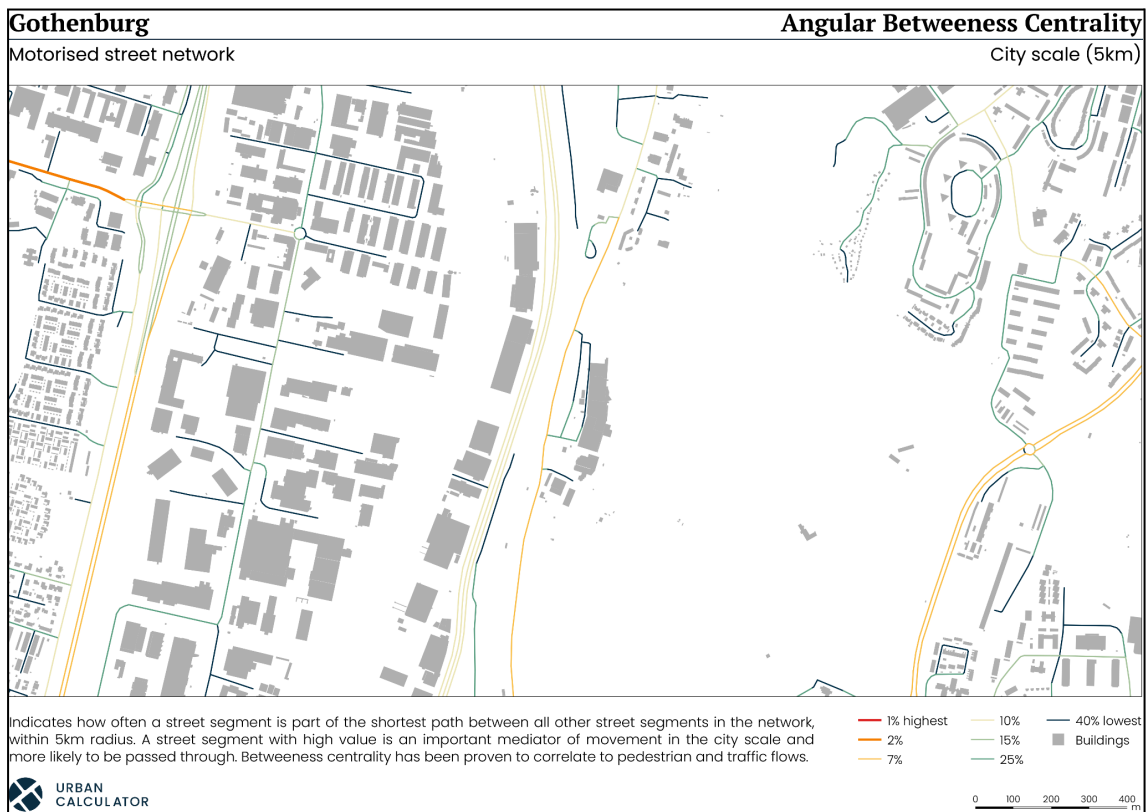 Gothenburg
Angular Betweeness Centrality
Motorised street network
City scale (5km)
Indicates how often a street segment is part of the shortest path between all other street segments in the network,
within 5km radius. A street segment with high value is an important mediator of movement in the city scale and
more likely to be passed through. Betweeness centrality has been proven to correlate to pedestrian and traffic flows.
1% highest
2%
7%
10%
15%
25%
40% lowest
Buildings
URBAN
CALCULATOR
0 100 200 300 400
m